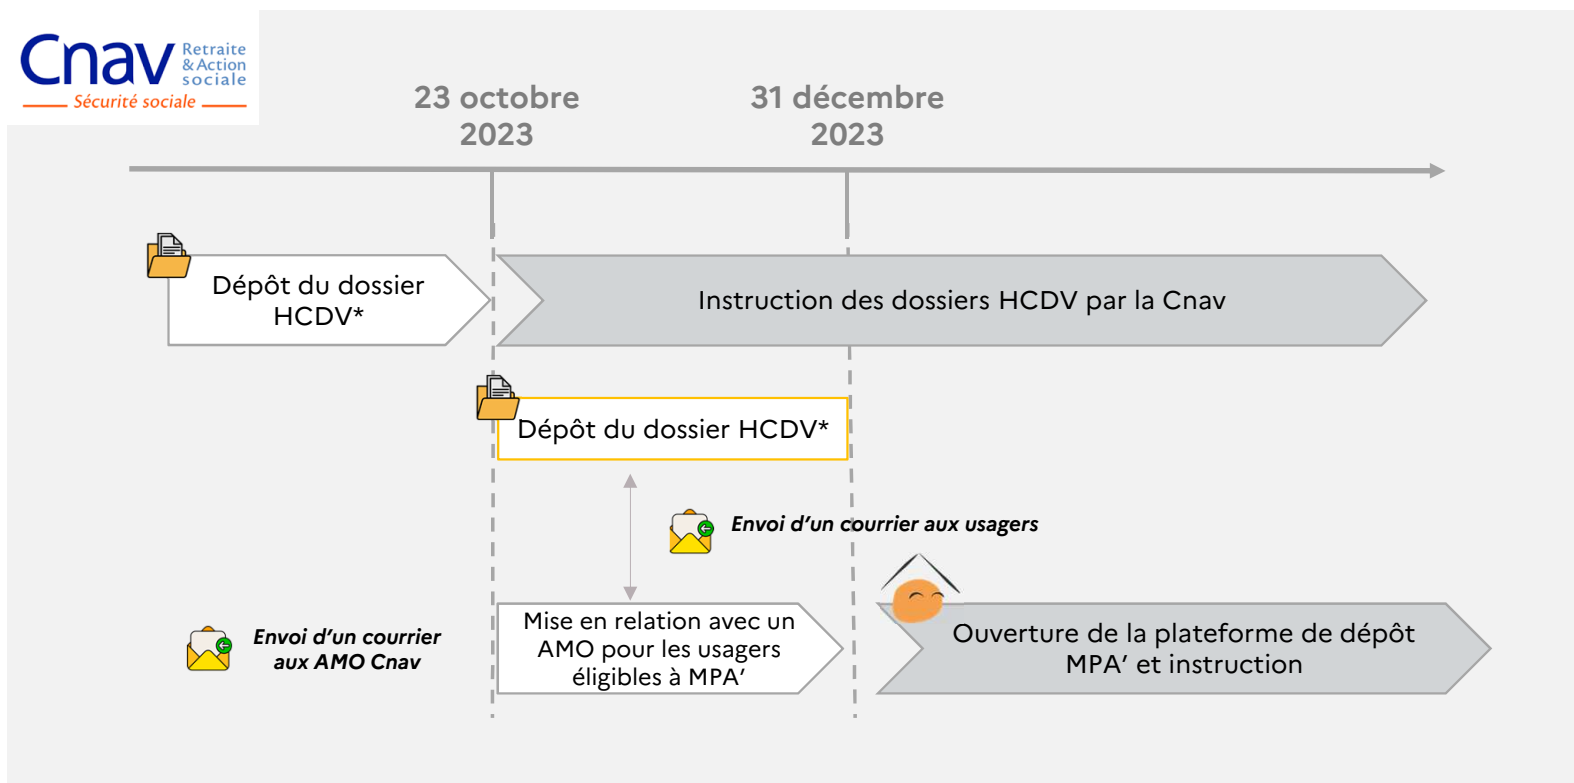 Cnav
Retraite
& Action
sociale
Sécurité sociale
23 octobre
2023
31 décembre
2023
Dépôt du dossier
HCDV*
Instruction des dossiers HCDV par la Cnav
Dépôt du dossier HCDV*
Envoi d’un courrier aux usagers
Envoi d’un courrier
aux AMO Cnav
Mise en relation avec un
AMO pour les usagers
éligibles à MPA’
Ouverture de la plateforme de dépôt
MPA’ et instruction